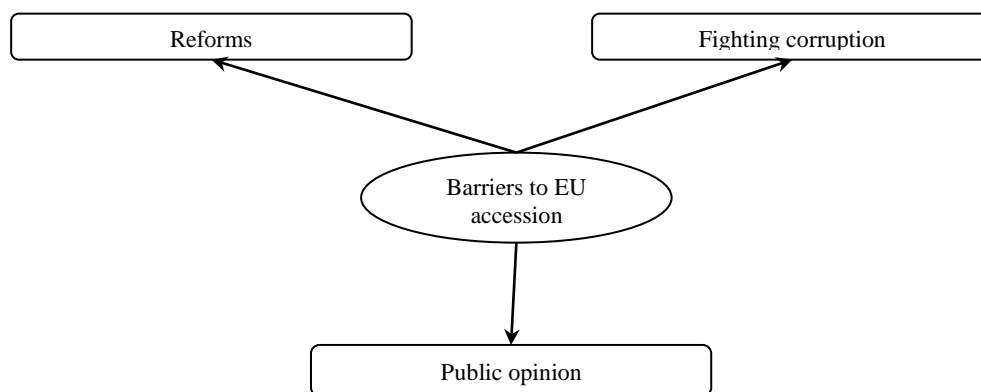 Reforms
Fighting corruption
Barriers to EU
accession
Public opinion